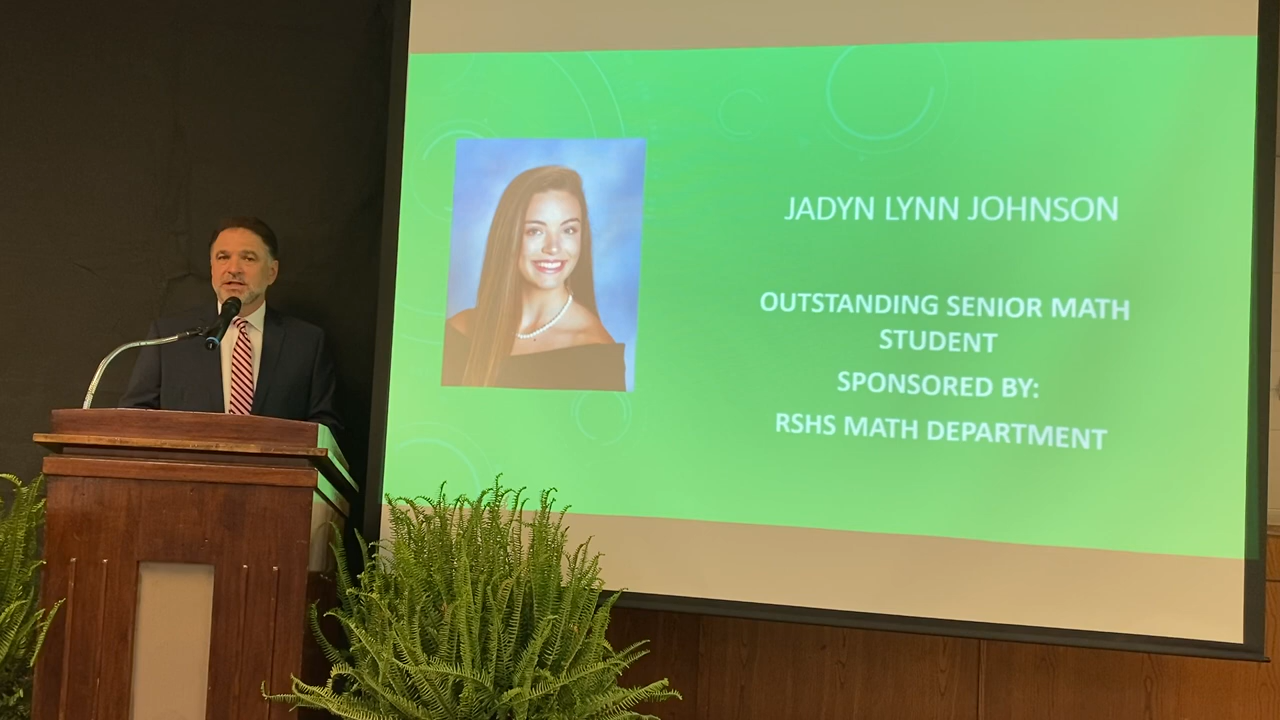 JADYN LYNN JOHNSON
OUTSTANDING SENIOR MATH
STUDENT
SPONSORED BY:
RSHS MATH DEPARTMENT